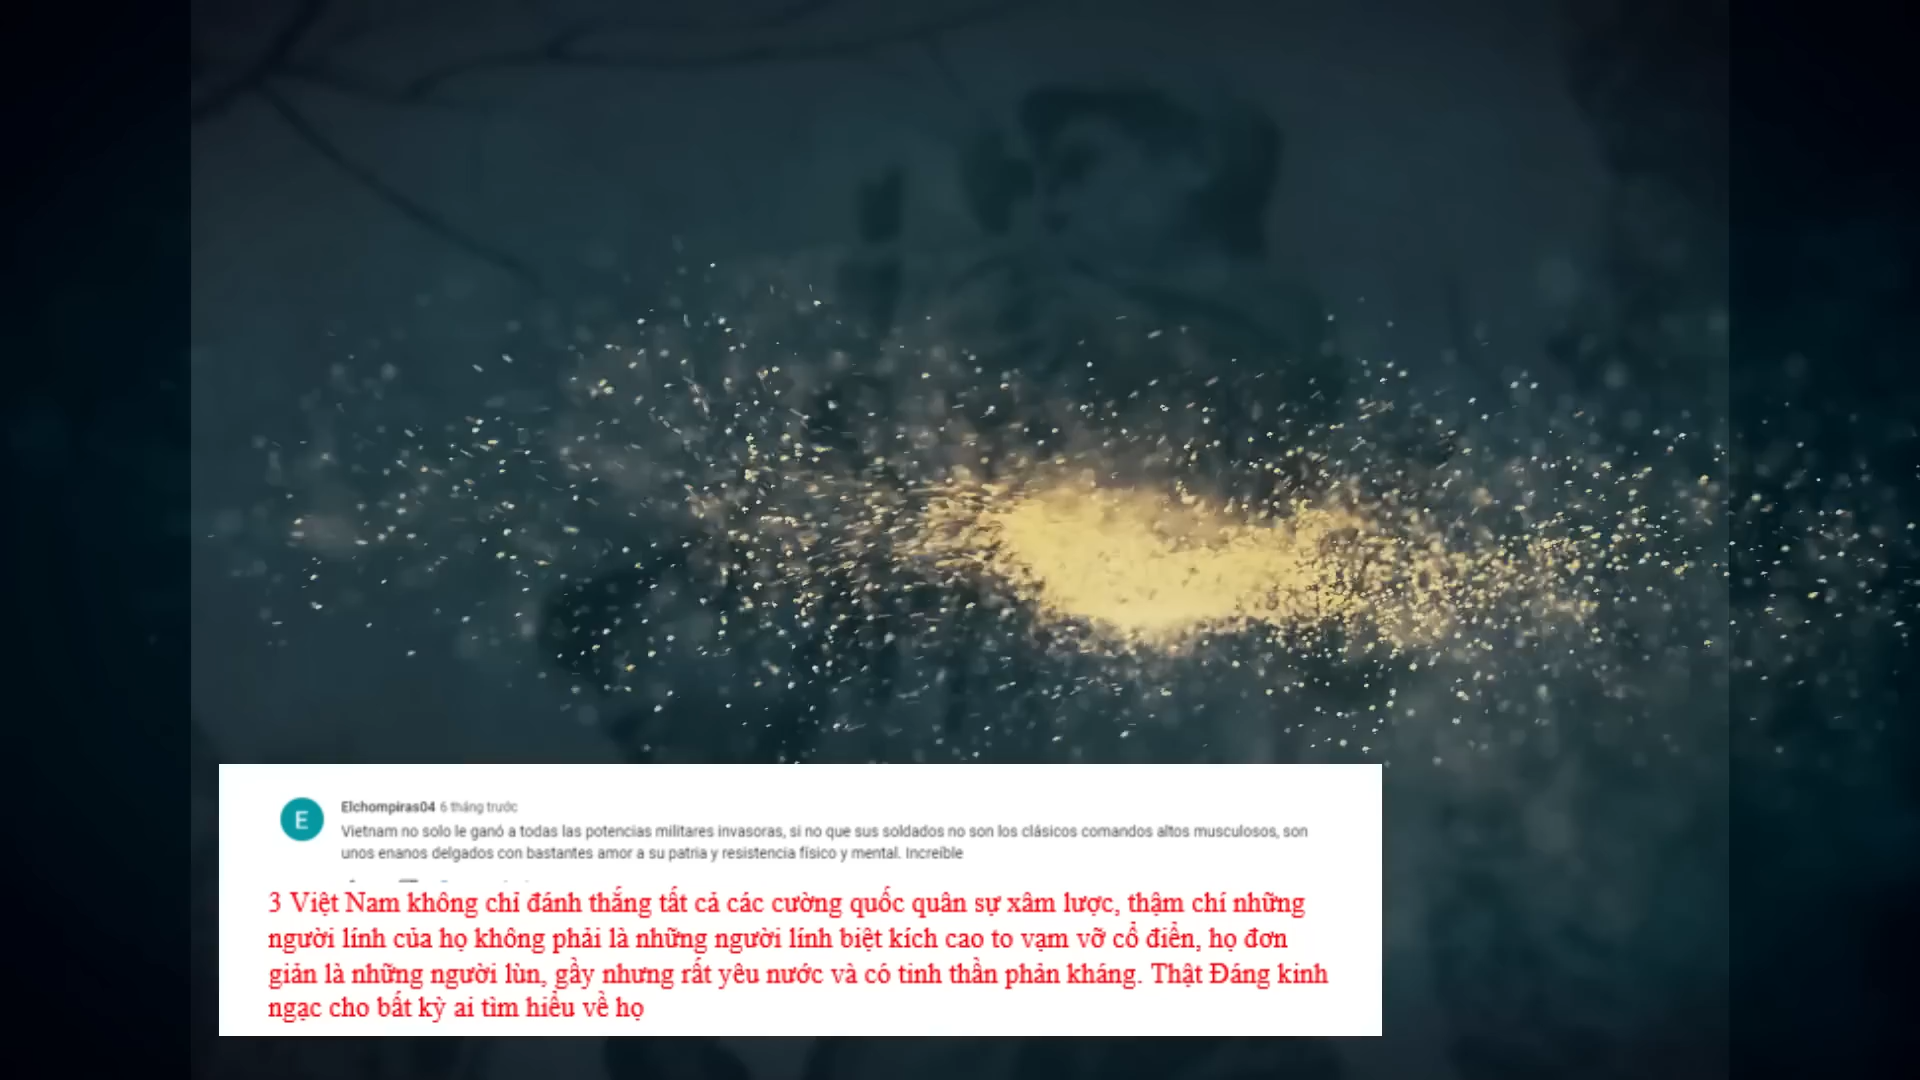 E
Elchompiras04 6 tháng trước
Vietnam no solo le ganó a todas las potencias militares invasoras, si no que sus soldados no son los clásicos comandos altos musculosos, son
unos enanos delgados con bastantes amor a su patria y resistencia físico y mental. Increíble
3 Việt Nam không chỉ đánh thắng tất cả các cường quốc quân sự xâm lược, thậm chí những
người lính của họ không phải là những người lính biệt kích cao to vạm vỡ cổ điển, họ đơn
giản là những người lùn, gầy nhưng rất yêu nước và có tinh thần phản kháng. Thật Đáng kinh
ngạc cho bất kỳ ai tìm hiểu về họ